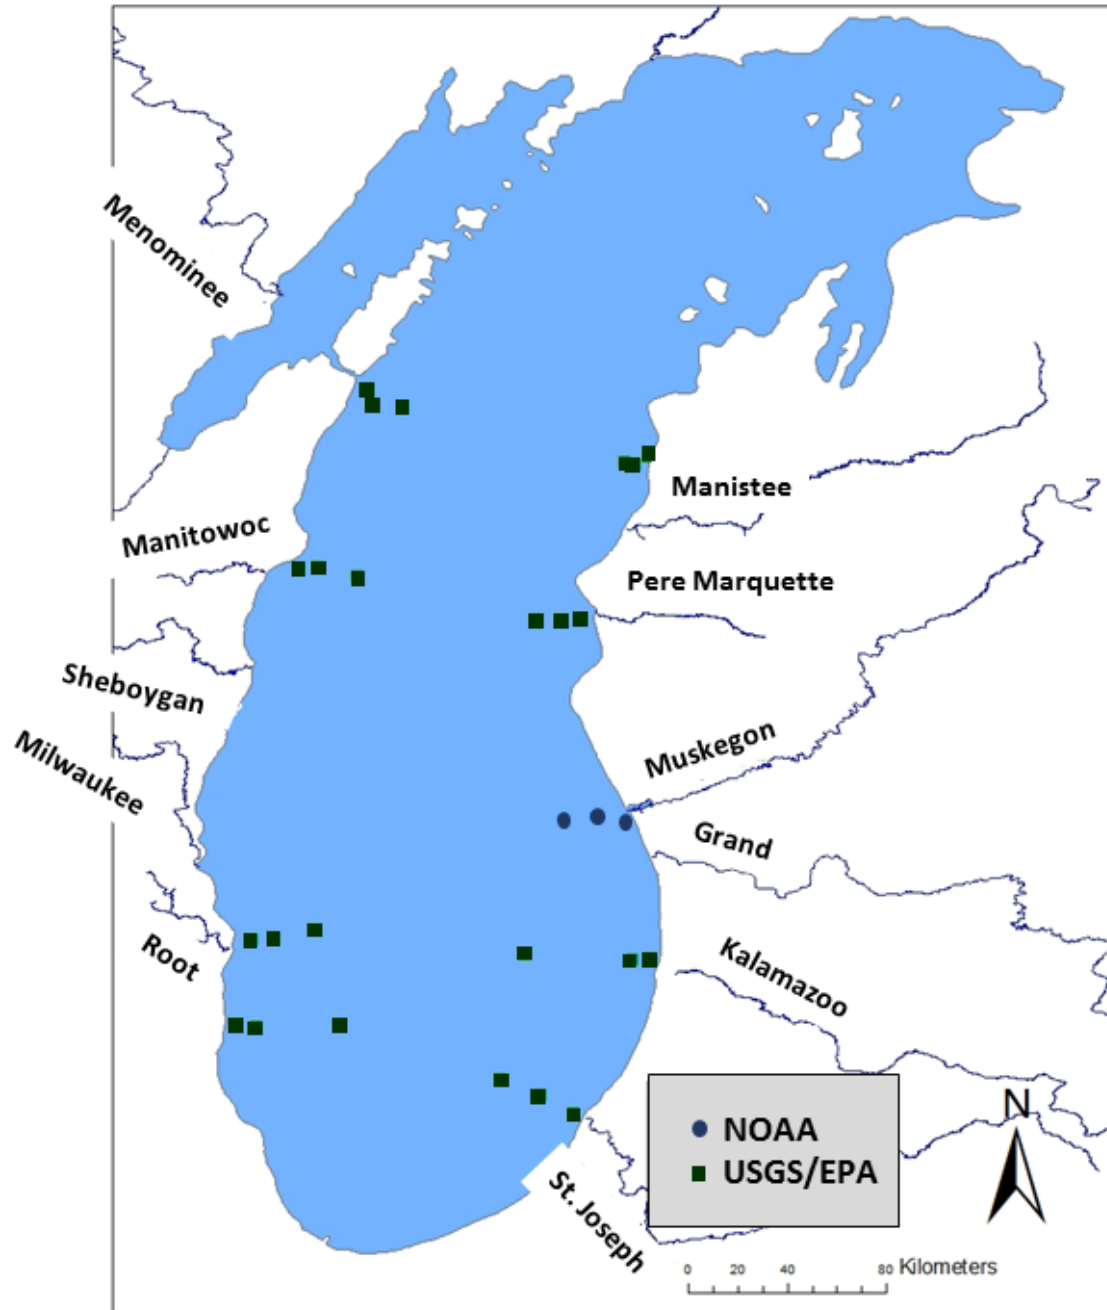 Menominee
Manitowoc
Manistee
Pere Marquette
Sheboygan
Milwaukee
Muskegon
Grand
Root
Kalamazoo
NOAA
USGS/EPA
N
St. Joseph
0 20 40 80 Kilometers